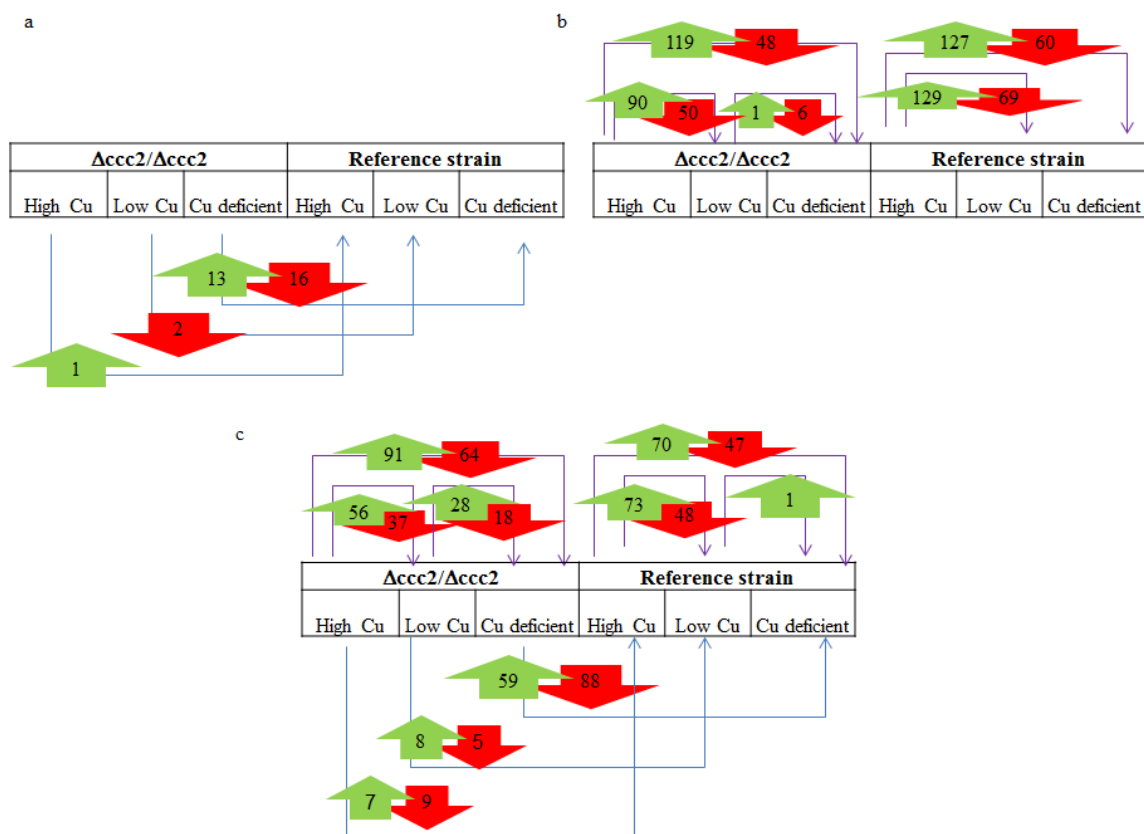 a
b
119 48
127 60
90 50 1 6
129 69
Δccc2/Δccc2 Reference strain
High Cu Low Cu Cu deficient High Cu Low Cu Cu deficient
Δccc2/Δccc2 Reference strain
High Cu Low Cu Cu deficient High Cu Low Cu Cu deficient
13 16
2
1
c
91 64
70 47
56 37 28 18
73 48 1
Δccc2/Δccc2 Reference strain
High Cu Low Cu Cu deficient High Cu Low Cu Cu deficient
59 88
8 5
7 9